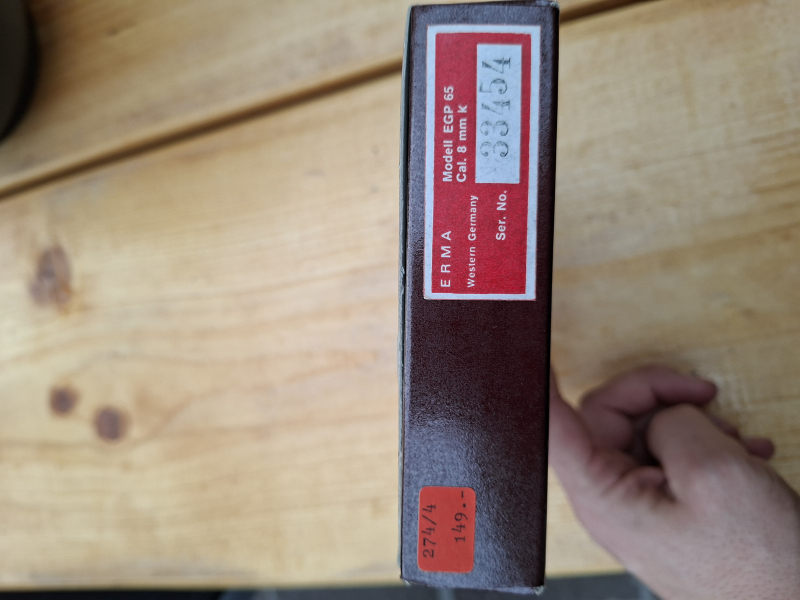 ERMA
Modell EGP 65
Western Germany
Cal. 8 mm K
Ser. No.
33454
274/4
149.-